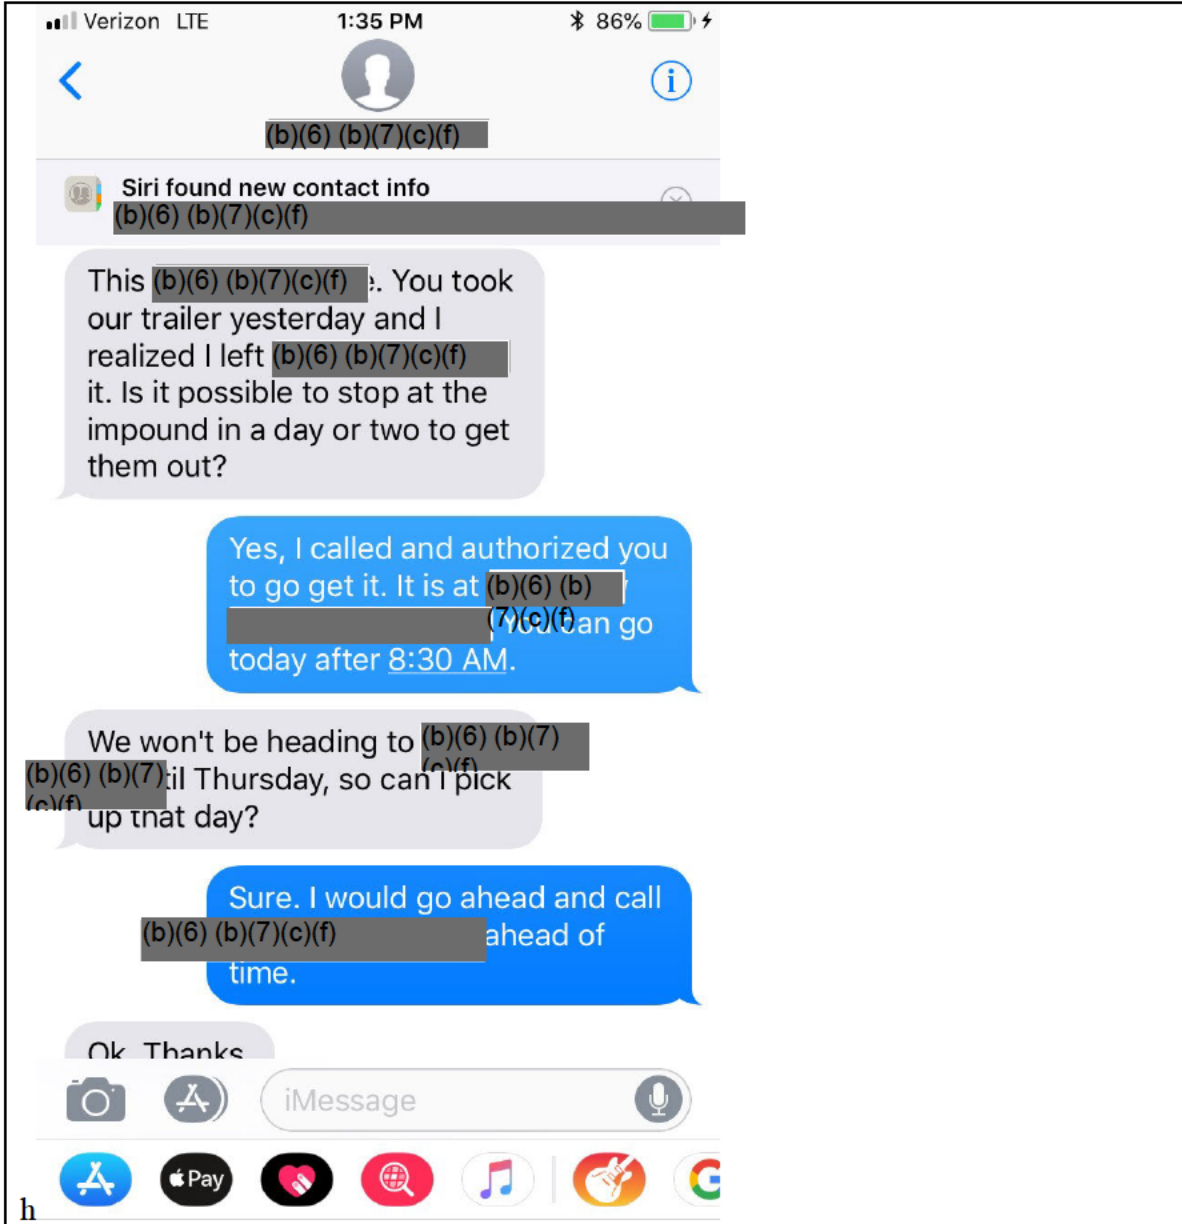 Verizon LTE 1:35 PM 86%
i
(b)(6) (b)(7)(c)(f)
Siri found new contact info
(b)(6) (b)(7)(c)(f)
This (b)(6) (b)(7)(c)(f) . You took
our trailer yesterday and I
realized I left (b)(6) (b)(7)(c)(f)
it. Is it possible to stop at the
impound in a day or two to get
them out?
Yes, I called and authorized you
to go get it. It is at (b)(6) (b)
(7)(c)(f) You can go
today after 8:30 AM.
We won't be heading to (b)(6) (b)(7)
(c)(f)
(b)(6) (b)(7) til Thursday, so can I pick
(c)(f)
up that day?
Sure. I would go ahead and call
(b)(6) (b)(7)(c)(f) ahead of
time.
Ok. Thanks
iMessage
Pay
G
h